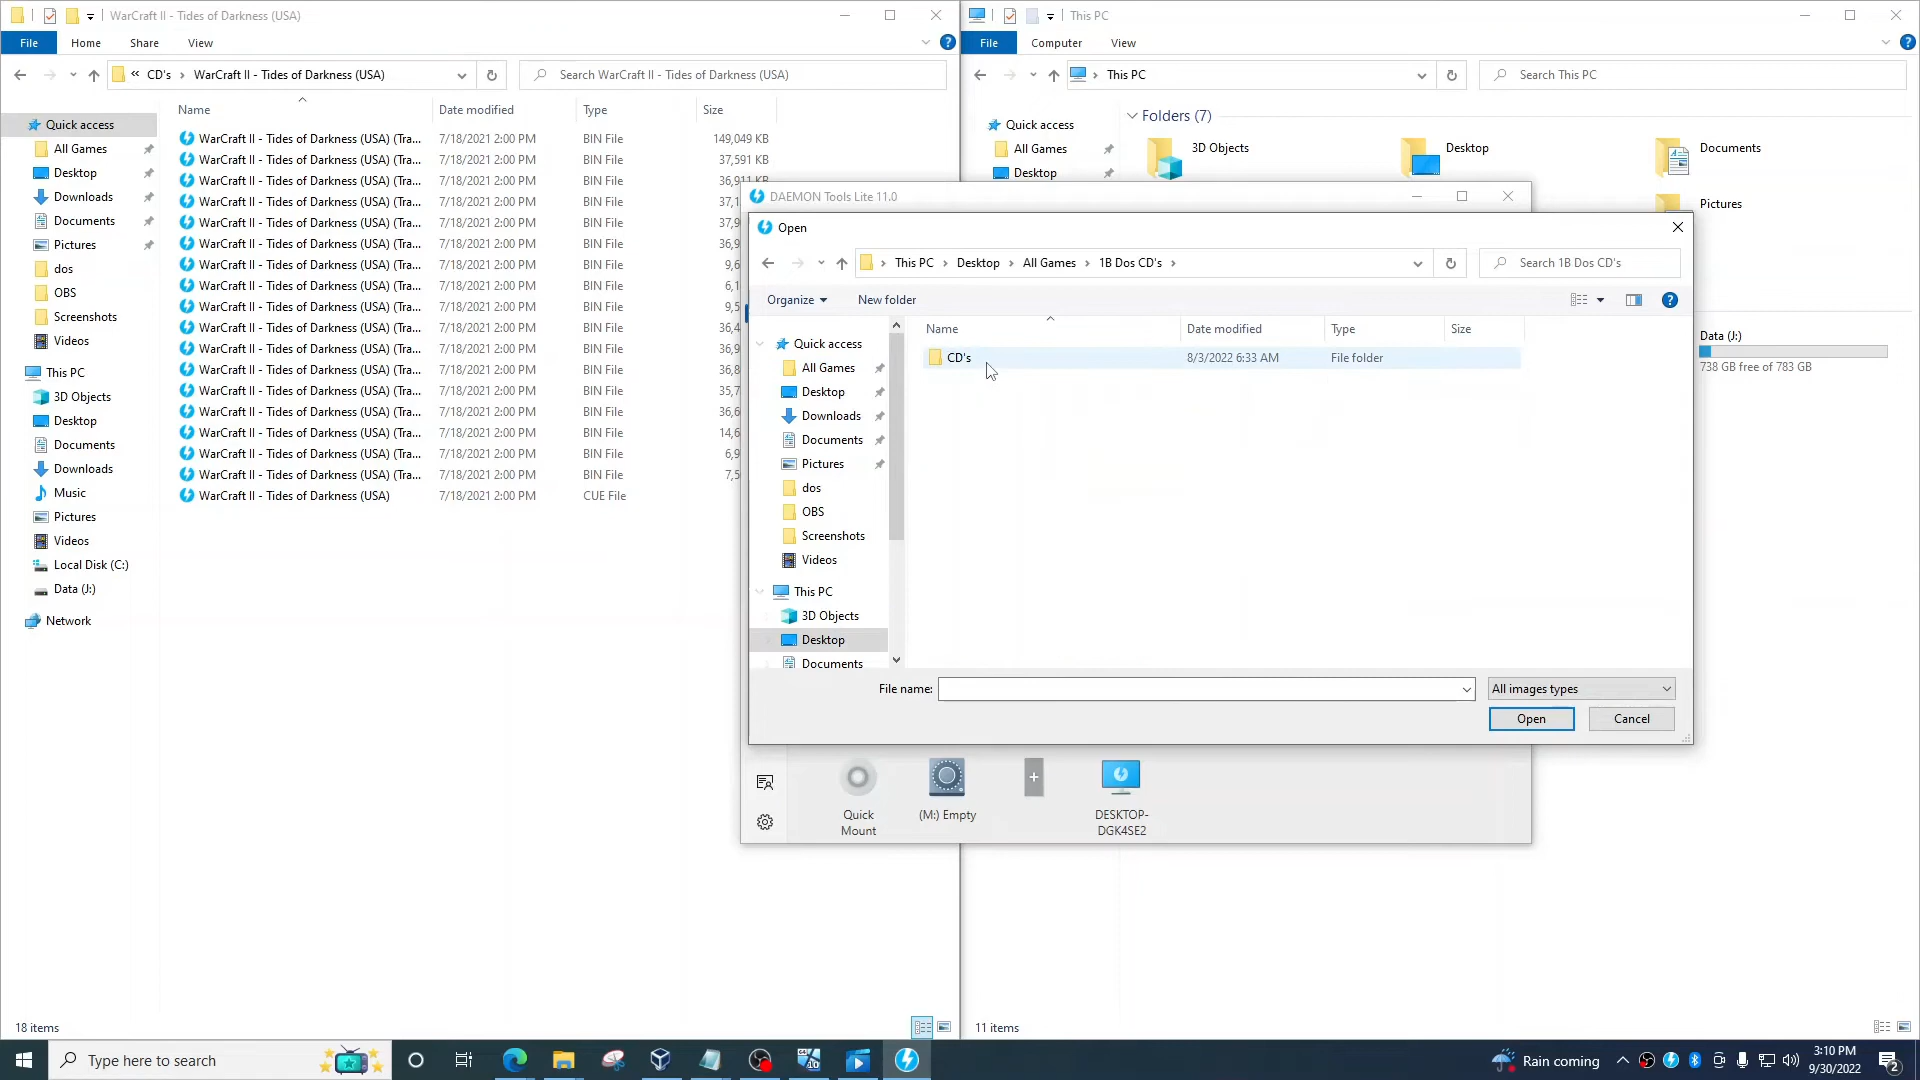 WarCraft II - Tides of Darkness (USA)
File Home Share View
« CD's › WarCraft II - Tides of Darkness (USA)
Search WarCraft II - Tides of Darkness (USA)
Name Date modified Type Size
Quick access
All Games
Desktop
Downloads
Documents
Pictures
dos
OBS
Screenshots
Videos
This PC
3D Objects
Desktop
Documents
Downloads
Music
Pictures
Videos
Local Disk (C:)
Data (J:)
Network
WarCraft II - Tides of Darkness (USA) (Tra... 7/18/2021 2:00 PM BIN File 149,049 KB
WarCraft II - Tides of Darkness (USA) (Tra... 7/18/2021 2:00 PM BIN File 37,591 KB
WarCraft II - Tides of Darkness (USA) (Tra... 7/18/2021 2:00 PM BIN File 36,911 KB
WarCraft II - Tides of Darkness (USA) (Tra... 7/18/2021 2:00 PM BIN File 37,1
WarCraft II - Tides of Darkness (USA) (Tra... 7/18/2021 2:00 PM BIN File 37,9
WarCraft II - Tides of Darkness (USA) (Tra... 7/18/2021 2:00 PM BIN File 36,9
WarCraft II - Tides of Darkness (USA) (Tra... 7/18/2021 2:00 PM BIN File 9,6
WarCraft II - Tides of Darkness (USA) (Tra... 7/18/2021 2:00 PM BIN File 6,1
WarCraft II - Tides of Darkness (USA) (Tra... 7/18/2021 2:00 PM BIN File 9,5
WarCraft II - Tides of Darkness (USA) (Tra... 7/18/2021 2:00 PM BIN File 36,4
WarCraft II - Tides of Darkness (USA) (Tra... 7/18/2021 2:00 PM BIN File 36,9
WarCraft II - Tides of Darkness (USA) (Tra... 7/18/2021 2:00 PM BIN File 36,8
WarCraft II - Tides of Darkness (USA) (Tra... 7/18/2021 2:00 PM BIN File 35,7
WarCraft II - Tides of Darkness (USA) (Tra... 7/18/2021 2:00 PM BIN File 36,6
WarCraft II - Tides of Darkness (USA) (Tra... 7/18/2021 2:00 PM BIN File 14,6
WarCraft II - Tides of Darkness (USA) (Tra... 7/18/2021 2:00 PM BIN File 6,9
WarCraft II - Tides of Darkness (USA) (Tra... 7/18/2021 2:00 PM BIN File 7,5
WarCraft II - Tides of Darkness (USA) 7/18/2021 2:00 PM CUE File
18 items
This PC
File Computer View
› This PC
Search This PC
Quick access
All Games
Desktop
Folders (7)
3D Objects
Desktop
Documents
Pictures
Data (J:)
738 GB free of 783 GB
11 items
DAEMON Tools Lite 11.0
Open
› This PC › Desktop › All Games › 1B Dos CD's ›
Search 1B Dos CD's
Organize New folder
Name Date modified Type Size
Quick access
All Games
Desktop
Downloads
Documents
Pictures
dos
OBS
Screenshots
Videos
This PC
3D Objects
Desktop
Documents
CD's 8/3/2022 6:33 AM File folder
File name:
All images types
Open Cancel
Quick
Mount
(M:) Empty
+
DESKTOP-
DGK4SE2
Type here to search
Rain coming
3:10 PM
9/30/2022
2